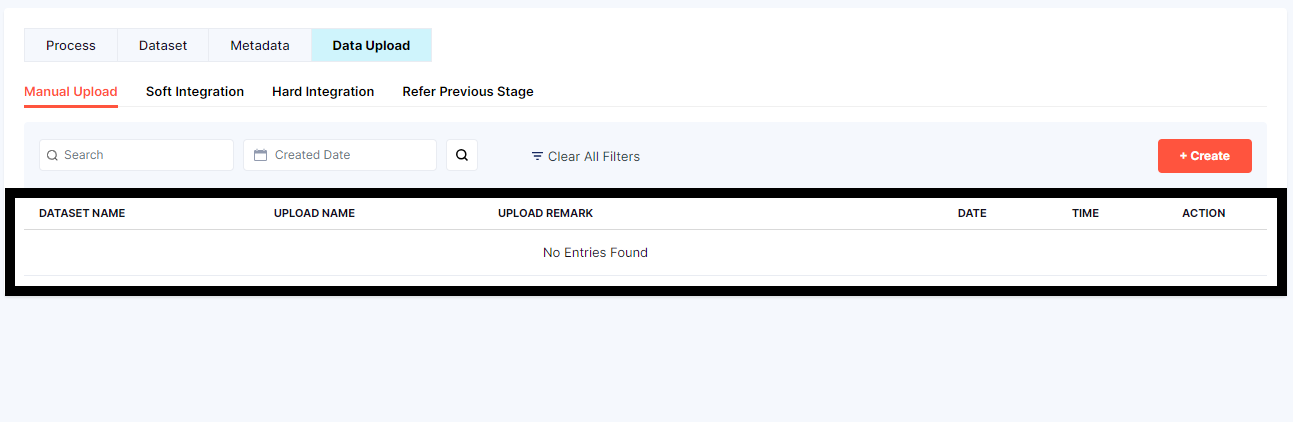 Process Dataset Metadata Data Upload
Manual Upload Soft Integration Hard Integration Refer Previous Stage
Search Created Date Clear All Filters + Create
DATASET NAME UPLOAD NAME UPLOAD REMARK DATE TIME ACTION
No Entries Found